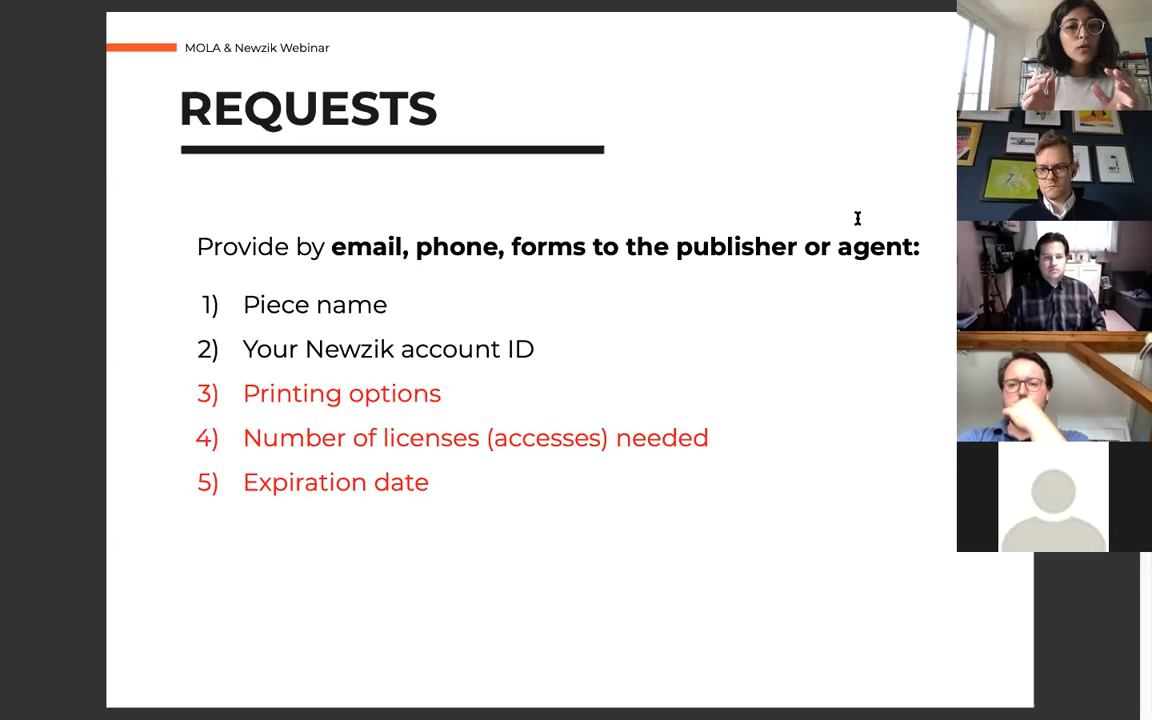 MOLA & Newzik Webinar
REQUESTS
Provide by email, phone, forms to the publisher or agent:
1) Piece name
2) Your Newzik account ID
3) Printing options
4) Number of licenses (accesses) needed
5) Expiration date